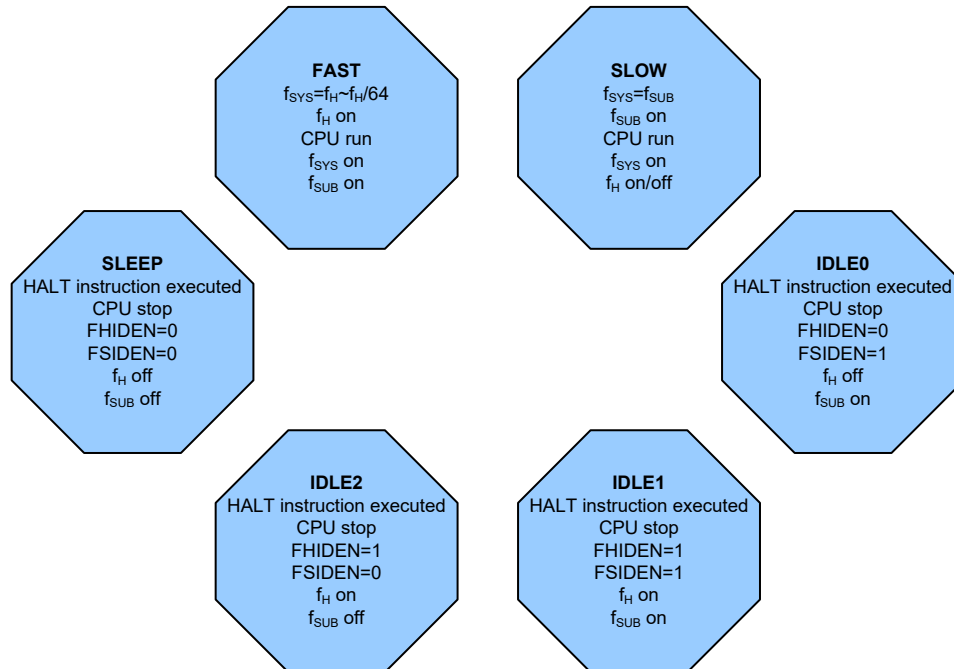 FAST
fSYS=fH~fH/64
fH on
CPU run
fSYS on
fSUB on
SLOW
fSYS=fSUB
fSUB on
CPU run
fSYS on
fH on/off
SLEEP
HALT instruction executed
CPU stop
FHIDEN=0
FSIDEN=0
fH off
fSUB off
IDLE0
HALT instruction executed
CPU stop
FHIDEN=0
FSIDEN=1
fH off
fSUB on
IDLE2
HALT instruction executed
CPU stop
FHIDEN=1
FSIDEN=0
fH on
fSUB off
IDLE1
HALT instruction executed
CPU stop
FHIDEN=1
FSIDEN=1
fH on
fSUB on